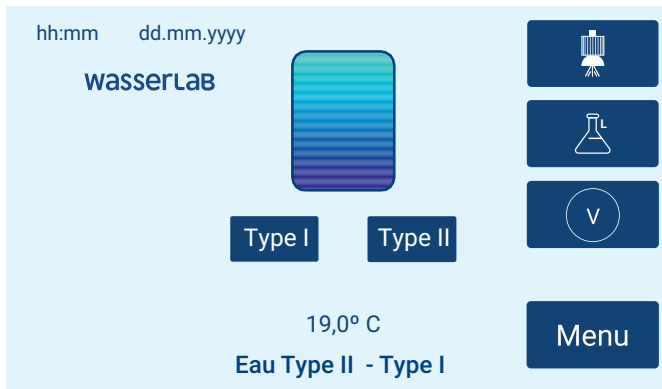 hh:mm dd.mm.yyyy
wasserLAB
L
V
Type I Type II
19,0º C
Menu
Eau Type II - Type I